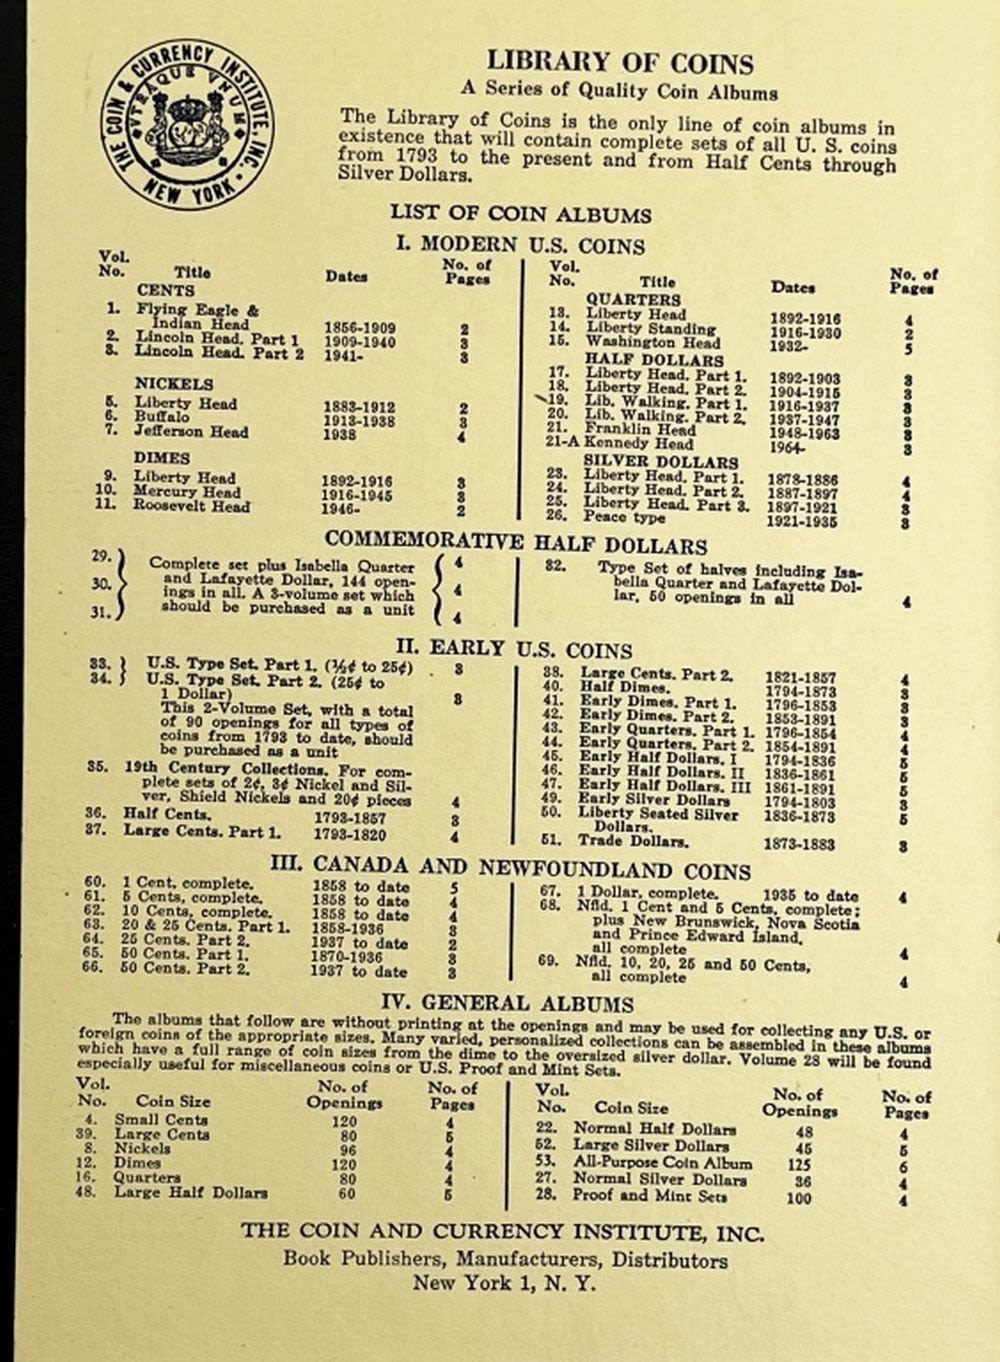 THE COIN & CURRENCY INSTITUTE, INC.
NEW YORK
VTRAQUE VNUM
LIBRARY OF COINS
A Series of Quality Coin Albums
The Library of Coins is the only line of coin albums in
existence that will contain complete sets of all U. S. coins
from 1793 to the present and from Half Cents through
Silver Dollars.
LIST OF COIN ALBUMS
I. MODERN U.S. COINS
Vol. No. Title Dates No. of Pages
CENTS
1. Flying Eagle &
Indian Head 1856-1909 2
2. Lincoln Head. Part 1 1909-1940 3
3. Lincoln Head. Part 2 1941- 3
NICKELS
5. Liberty Head 1883-1912 2
6. Buffalo 1913-1938 3
7. Jefferson Head 1938 4
DIMES
9. Liberty Head 1892-1916 3
10. Mercury Head 1916-1945 3
11. Roosevelt Head 1946- 2
Vol. No. Title Dates No. of Pages
QUARTERS
13. Liberty Head 1892-1916 4
14. Liberty Standing 1916-1930 2
15. Washington Head 1932- 5
HALF DOLLARS
17. Liberty Head. Part 1. 1892-1903 3
18. Liberty Head. Part 2. 1904-1915 3
19. Lib. Walking. Part 1. 1916-1937 3
20. Lib. Walking. Part 2. 1937-1947 3
21. Franklin Head 1948-1963 3
21-A Kennedy Head 1964- 3
SILVER DOLLARS
23. Liberty Head. Part 1. 1878-1886 4
24. Liberty Head. Part 2. 1887-1897 4
25. Liberty Head. Part 3. 1897-1921 3
26. Peace type 1921-1935 3
COMMEMORATIVE HALF DOLLARS
29. Complete set plus Isabella Quarter 4
and Lafayette Dollar, 144 open-
30. ings in all. A 3-volume set which 4
31. should be purchased as a unit 4
32. Type Set of halves including Isa-
bella Quarter and Lafayette Dol-
lar, 50 openings in all 4
II. EARLY U.S. COINS
33. U.S. Type Set. Part 1. (½¢ to 25¢) 3
34. U.S. Type Set. Part 2. (25¢ to
1 Dollar) 3
This 2-Volume Set, with a total
of 90 openings for all types of
coins from 1793 to date, should
be purchased as a unit
35. 19th Century Collections. For com-
plete sets of 2¢, 3¢ Nickel and Sil-
ver, Shield Nickels and 20¢ pieces 4
36. Half Cents. 1793-1857 3
37. Large Cents. Part 1. 1793-1820 4
38. Large Cents. Part 2. 1821-1857 4
40. Half Dimes. 1794-1873 3
41. Early Dimes. Part 1. 1796-1853 3
42. Early Dimes. Part 2. 1853-1891 3
43. Early Quarters. Part 1. 1796-1854 4
44. Early Quarters. Part 2. 1854-1891 4
45. Early Half Dollars. I 1794-1836 5
46. Early Half Dollars. II 1836-1861 5
47. Early Half Dollars. III 1861-1891 5
49. Early Silver Dollars 1794-1803 3
50. Liberty Seated Silver 1836-1873 5
Dollars.
51. Trade Dollars. 1873-1883 3
III. CANADA AND NEWFOUNDLAND COINS
60. 1 Cent, complete. 1858 to date 5
61. 5 Cents, complete. 1858 to date 4
62. 10 Cents, complete. 1858 to date 4
63. 20 & 25 Cents. Part 1. 1858-1936 3
64. 25 Cents. Part 2. 1937 to date 2
65. 50 Cents. Part 1. 1870-1936 3
66. 50 Cents. Part 2. 1937 to date 3
67. 1 Dollar, complete. 1935 to date 4
68. Nfld. 1 Cent and 5 Cents, complete;
plus New Brunswick, Nova Scotia
and Prince Edward Island,
all complete 4
69. Nfld. 10, 20, 25 and 50 Cents,
all complete 4
IV. GENERAL ALBUMS
The albums that follow are without printing at the openings and may be used for collecting any U.S. or
foreign coins of the appropriate sizes. Many varied, personalized collections can be assembled in these albums
which have a full range of coin sizes from the dime to the oversized silver dollar. Volume 28 will be found
especially useful for miscellaneous coins or U.S. Proof and Mint Sets.
Vol. No. Coin Size No. of Openings No. of Pages
4. Small Cents 120 4
39. Large Cents 80 5
8. Nickels 96 4
12. Dimes 120 4
16. Quarters 80 4
48. Large Half Dollars 60 5
Vol. No. Coin Size No. of Openings No. of Pages
22. Normal Half Dollars 48 4
52. Large Silver Dollars 45 5
53. All-Purpose Coin Album 125 6
27. Normal Silver Dollars 36 4
28. Proof and Mint Sets 100 4
THE COIN AND CURRENCY INSTITUTE, INC.
Book Publishers, Manufacturers, Distributors
New York 1, N. Y.